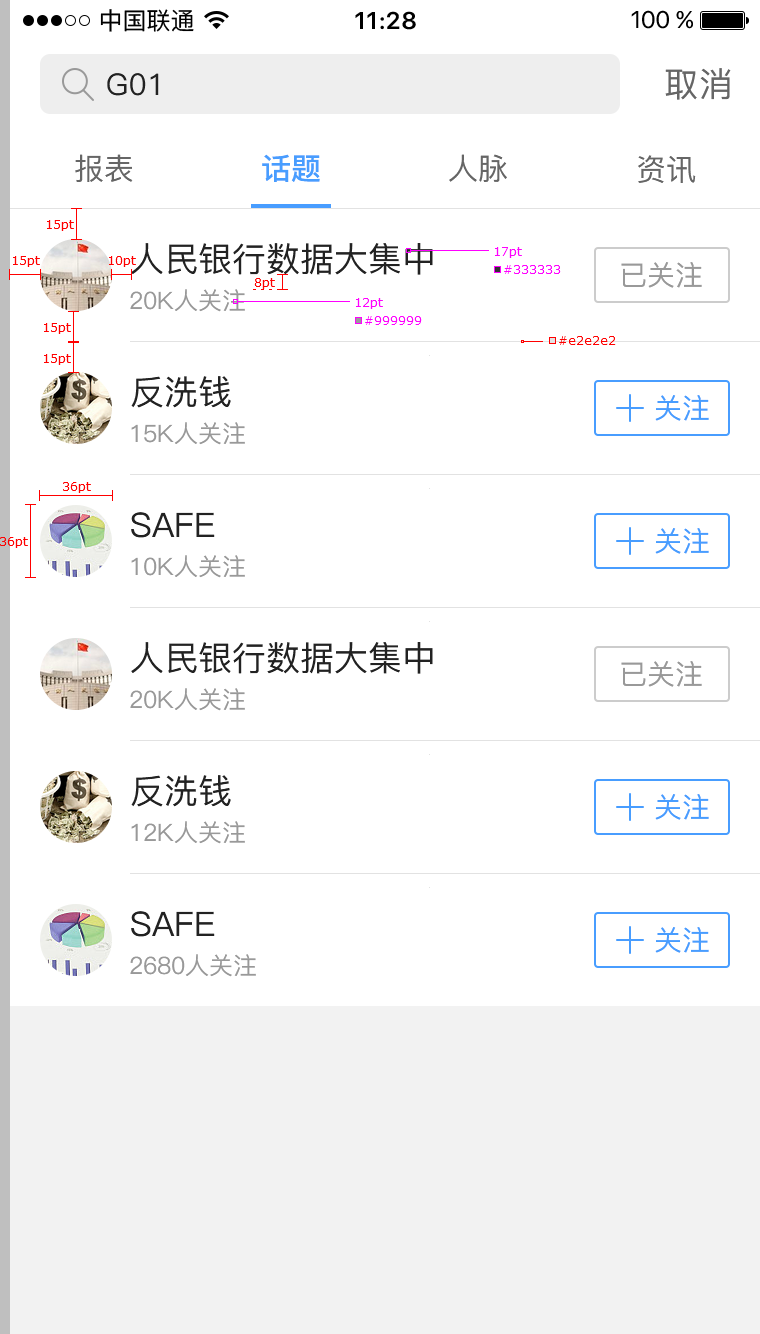 中国联通 11:28 100 %
G01 取消
报表 话题 人脉 资讯
15pt
人民银行数据大集中 17pt
15pt 10pt
#333333
已关注
8pt
20K人关注 12pt
#999999
15pt
#e2e2e2
15pt
反洗钱
关注
15K人关注
36pt
SAFE
36pt
关注
10K人关注
人民银行数据大集中
已关注
20K人关注
反洗钱
关注
12K人关注
SAFE
关注
2680人关注